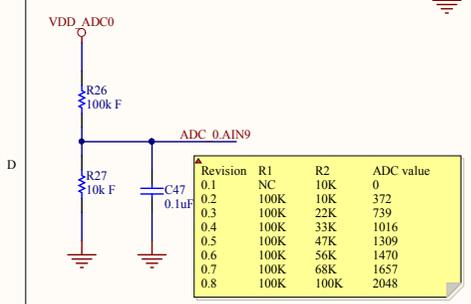 VDD_ADC0
R26
100k F
ADC_0.AIN9
D
R27
10k F
C47
0.1uF
Revision R1 R2 ADC value
0.1 NC 10K 0
0.2 100K 10K 372
0.3 100K 22K 739
0.4 100K 33K 1016
0.5 100K 47K 1309
0.6 100K 56K 1470
0.7 100K 68K 1657
0.8 100K 100K 2048